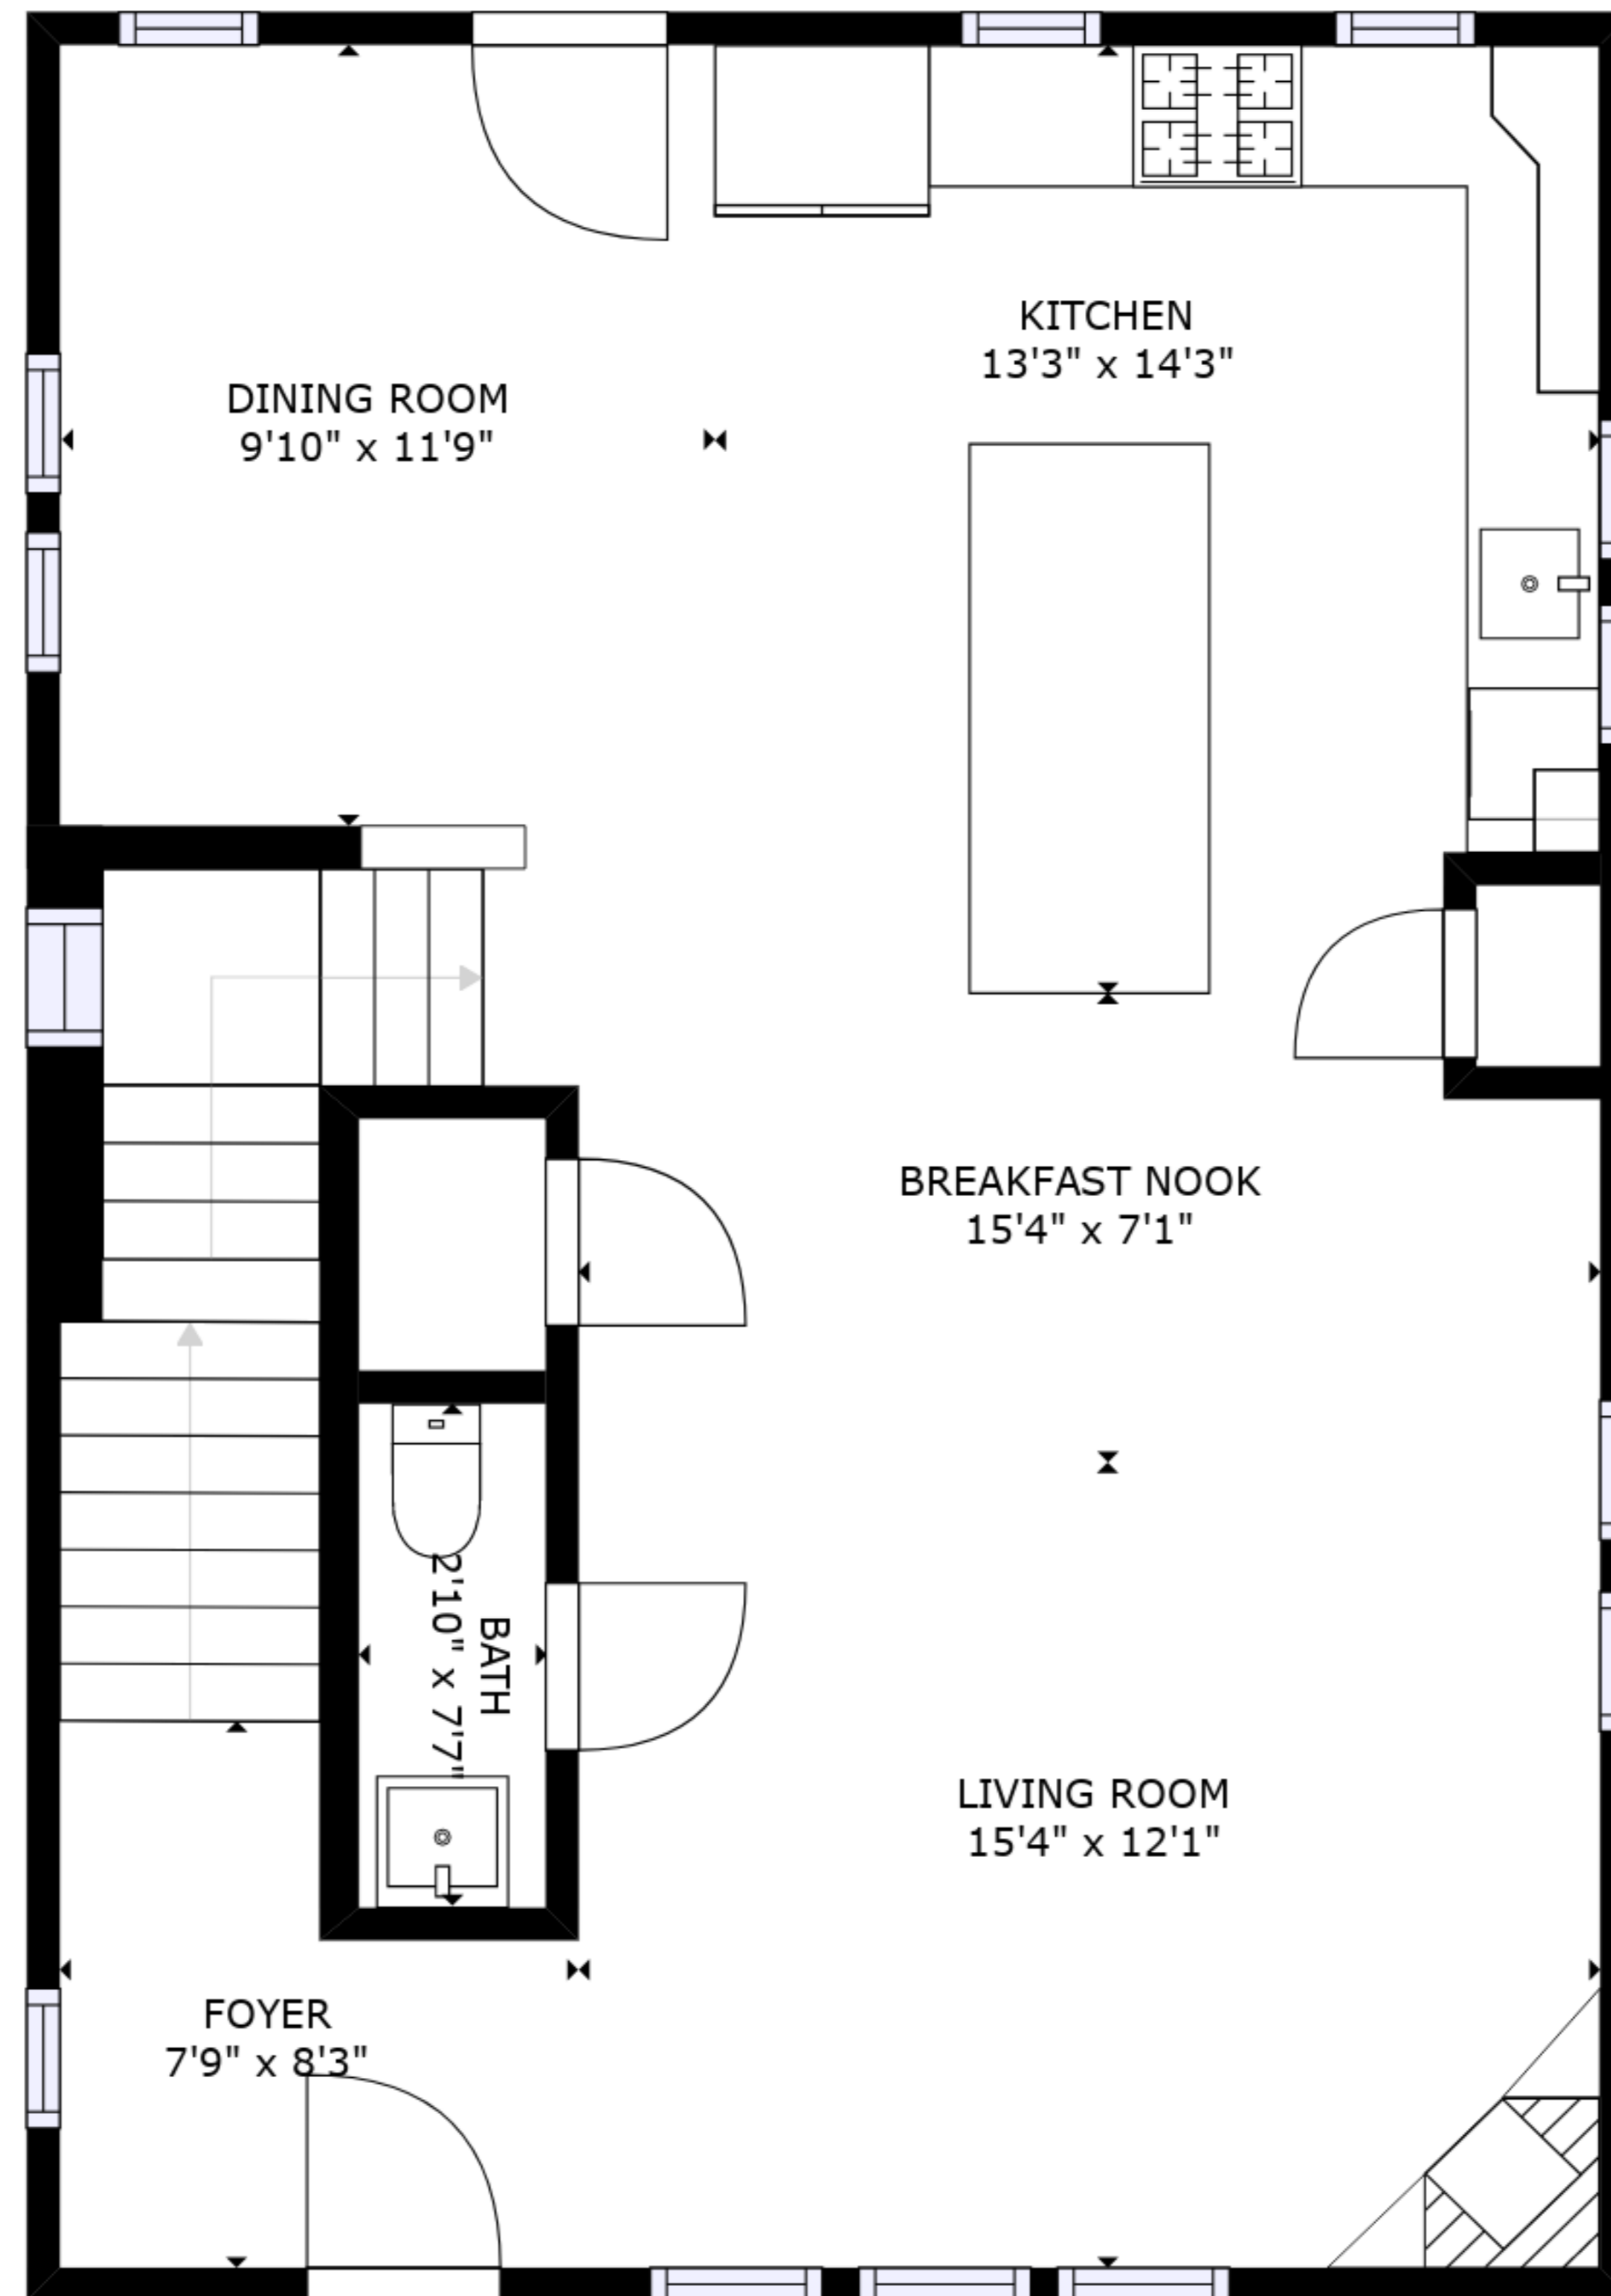 KITCHEN
13'3" x 14'3"
DINING ROOM
9'10" x 11'9"
BREAKFAST NOOK
15'4" x 7'1"
BATH
2'10" x 7'7"
LIVING ROOM
15'4" x 12'1"
FOYER
7'9" x 8'3"